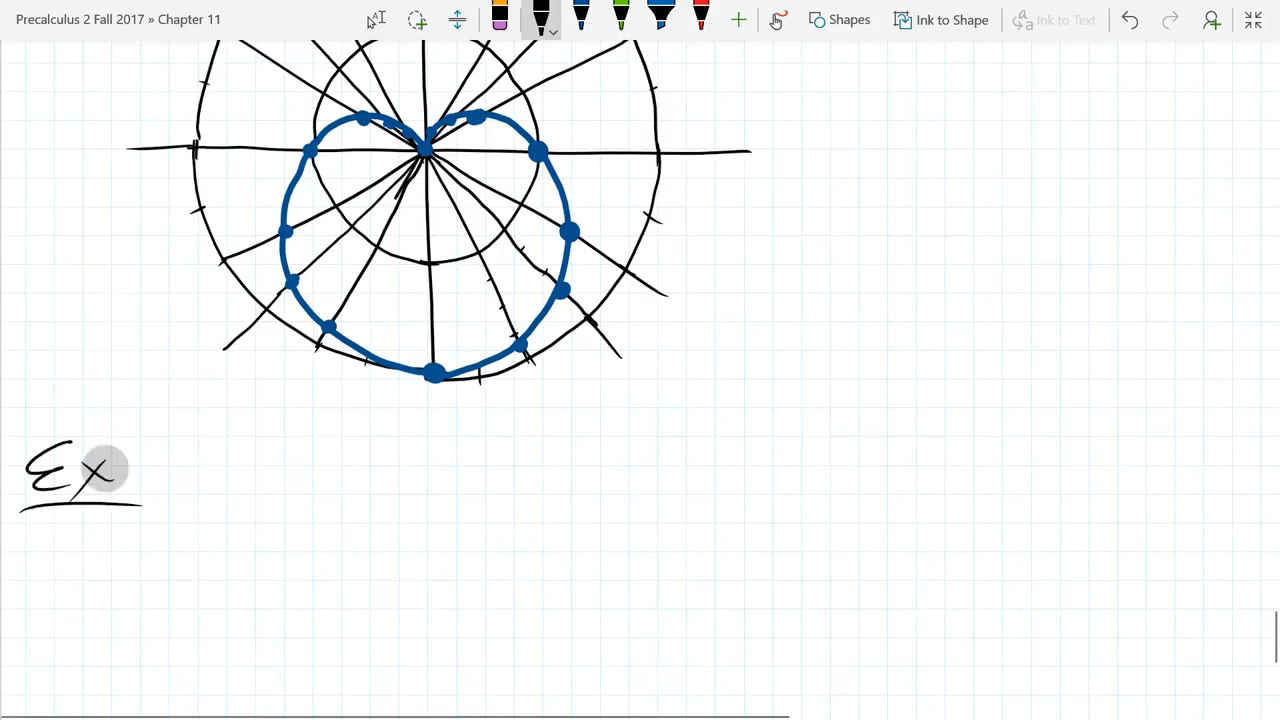 Precalculus 2 Fall 2017 » Chapter 11
Shapes
Ink to Shape
Ink to Text
Ex